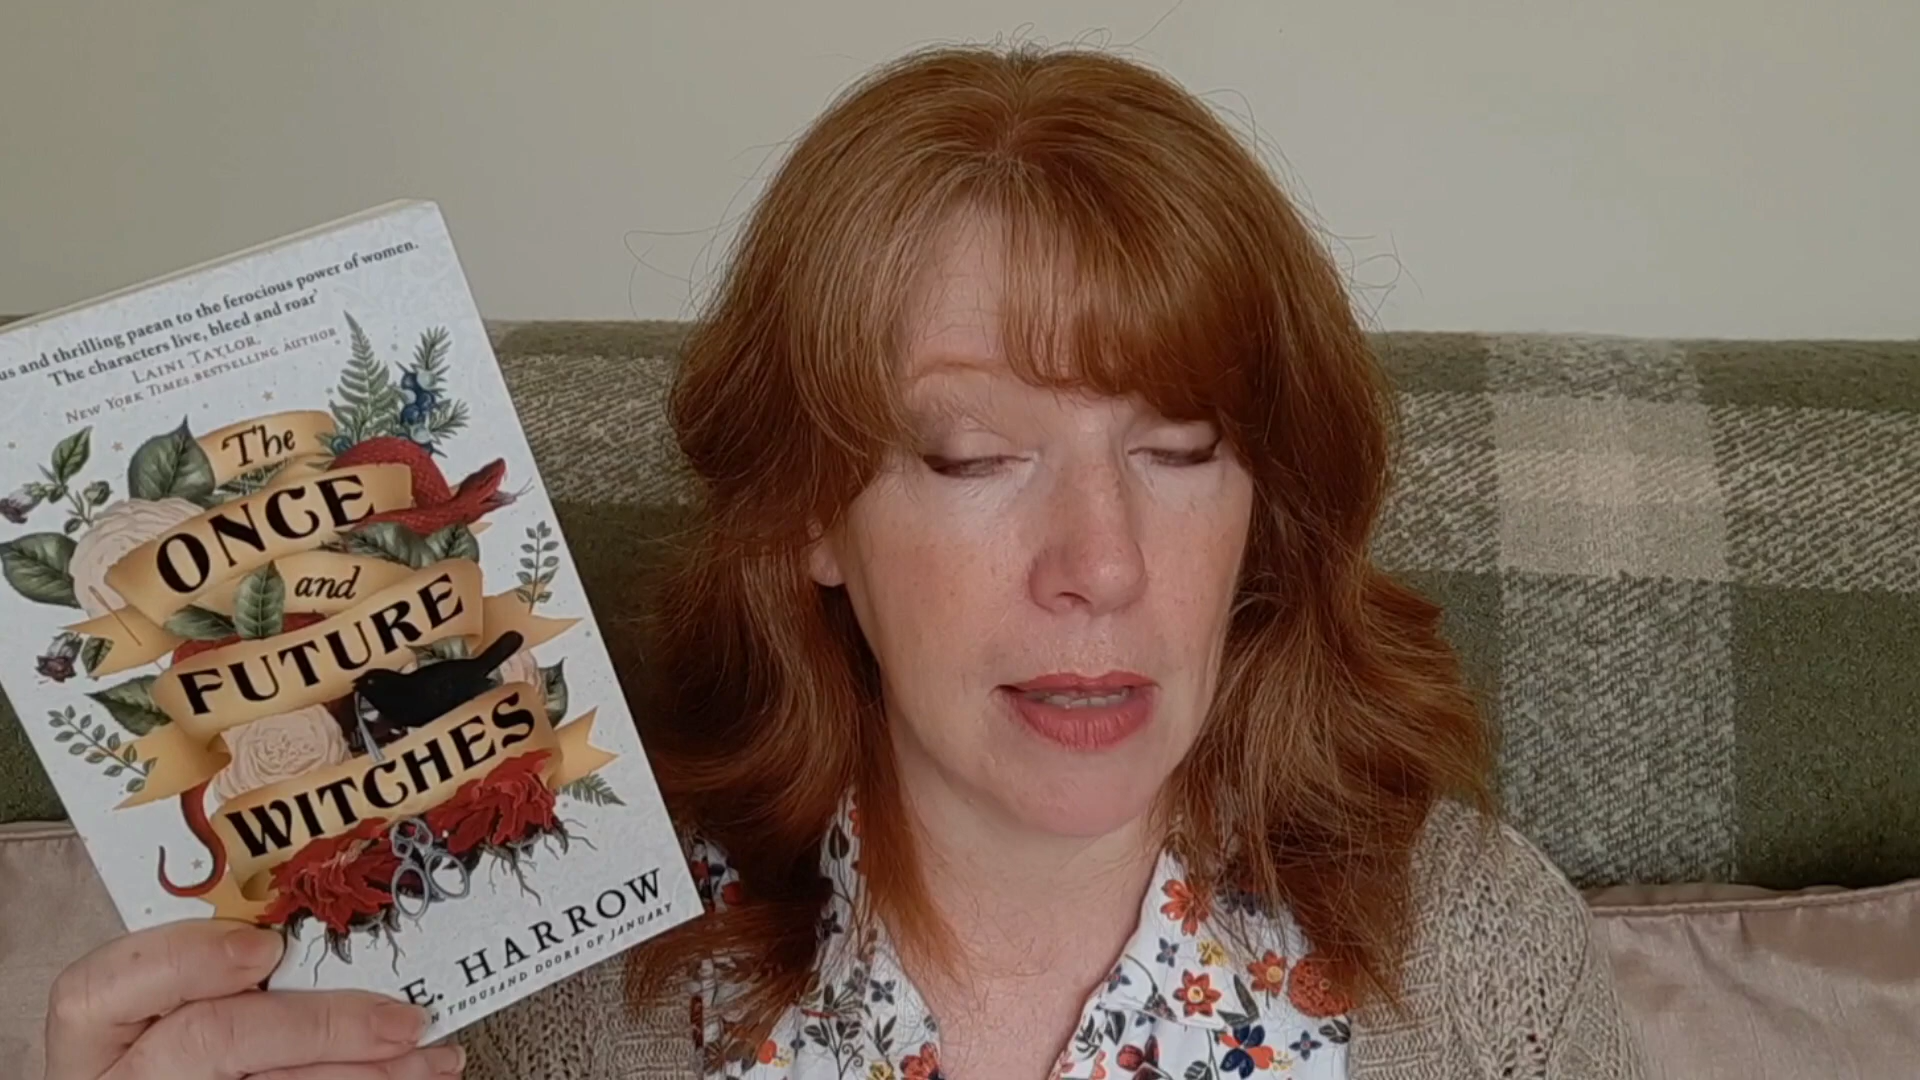 and thrilling paean to the ferocious power of women.
The characters live, bleed and roar'
LAINI TAYLOR,
NEW YORK TIMES BESTSELLING AUTHOR
The
ONCE
and
FUTURE
WITCHES
E. HARROW
THOUSAND DOORS OF JANUARY